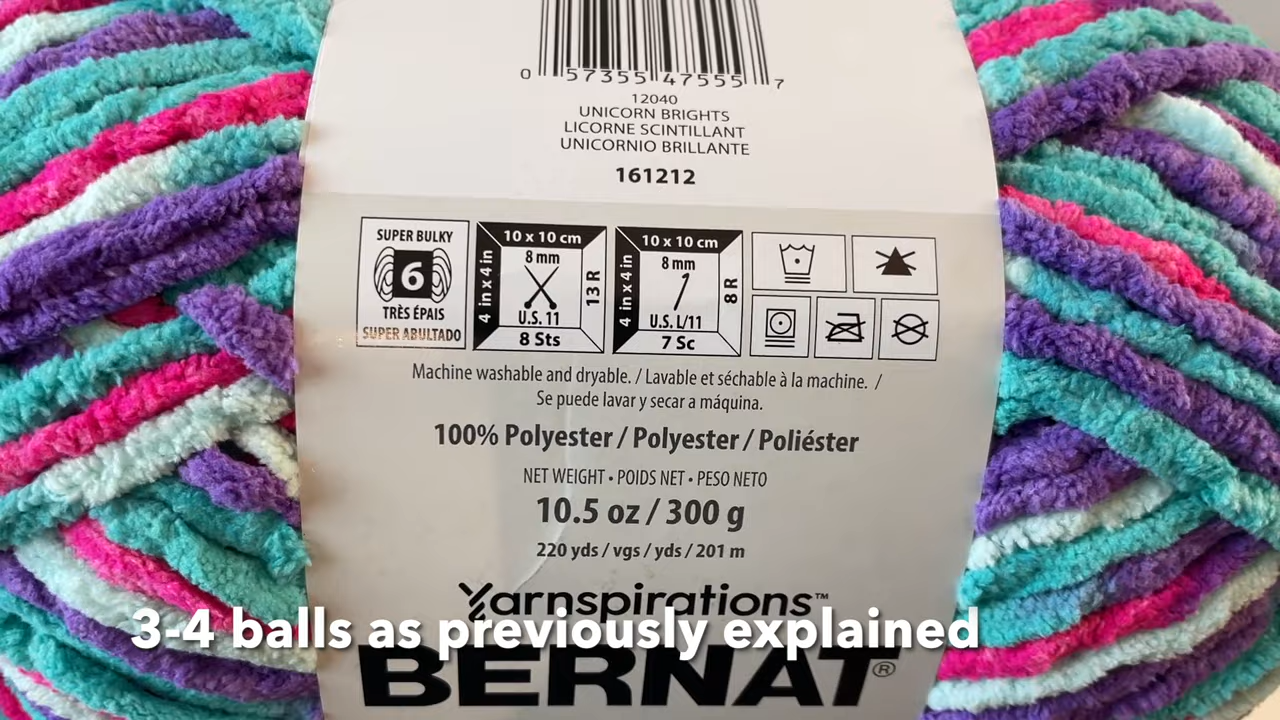 0 57355 47555 7
12040
UNICORN BRIGHTS
LICORNE SCINTILLANT
UNICORNIO BRILLANTE
161212
SUPER BULKY
6
TRÈS ÉPAIS
SUPER ABULTADO
10 x 10 cm
4 in x 4 in
8 mm
13 R
U.S. 11
8 Sts
10 x 10 cm
4 in x 4 in
8 mm
8 R
U.S. L/11
7 Sc
Machine washable and dryable. / Lavable et séchable à la machine. /
Se puede lavar y secar a máquina.
100% Polyester / Polyester / Poliéster
NET WEIGHT • POIDS NET • PESO NETO
10.5 oz / 300 g
220 yds / vgs / yds / 201 m
Yarnspirations™
3-4 balls as previously explained
BERNAT®